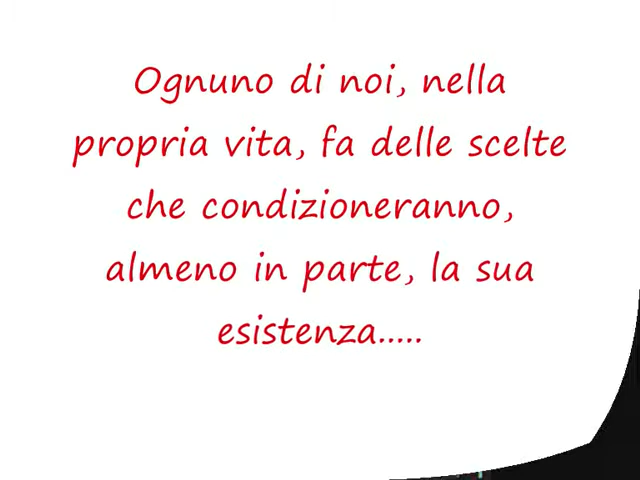 Ognuno di noi, nella
propria vita, fa delle scelte
che condizioneranno,
almeno in parte, la sua
esistenza.....